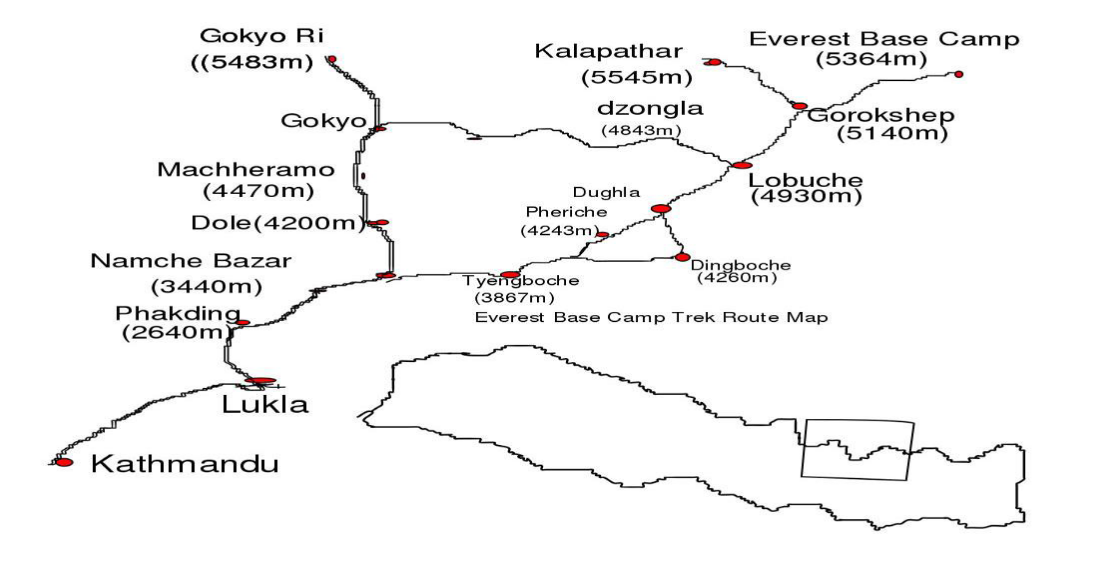 Gokyo Ri
((5483m)
Kalapathar
(5545m)
Everest Base Camp
(5364m)
dzongla
(4843m)
Gokyo
Gorokshep
(5140m)
Machheramo
(4470m)
Lobuche
(4930m)
Dughla
Pheriche
(4243m)
Dole(4200m)
Namche Bazar
(3440m)
Tyengboche
(3867m)
Dingboche
(4260m)
Phakding
(2640m)
Everest Base Camp Trek Route Map
Lukla
Kathmandu